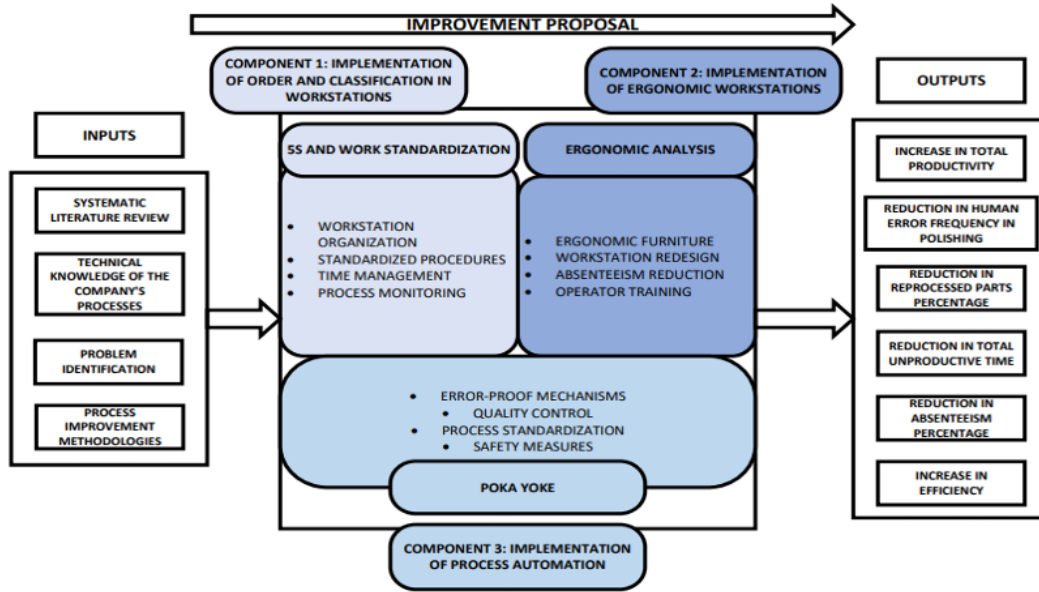 IMPROVEMENT PROPOSAL
COMPONENT 1: IMPLEMENTATION
OF ORDER AND CLASSIFICATION IN
WORKSTATIONS
COMPONENT 2: IMPLEMENTATION
OF ERGONOMIC WORKSTATIONS
OUTPUTS
INPUTS
5S AND WORK STANDARDIZATION
ERGONOMIC ANALYSIS
SYSTEMATIC
LITERATURE REVIEW
TECHNICAL
KNOWLEDGE OF THE
COMPANY'S
PROCESSES
PROBLEM
IDENTIFICATION
PROCESS
IMPROVEMENT
METHODOLOGIES
• WORKSTATION
ORGANIZATION
• STANDARDIZED PROCEDURES
• TIME MANAGEMENT
• PROCESS MONITORING
• ERGONOMIC FURNITURE
• WORKSTATION REDESIGN
• ABSENTEEISM REDUCTION
• OPERATOR TRAINING
• ERROR-PROOF MECHANISMS
• QUALITY CONTROL
• PROCESS STANDARDIZATION
• SAFETY MEASURES
POKA YOKE
COMPONENT 3: IMPLEMENTATION
OF PROCESS AUTOMATION
INCREASE IN TOTAL
PRODUCTIVITY
REDUCTION IN HUMAN
ERROR FREQUENCY IN
POLISHING
REDUCTION IN
REPROCESSED PARTS
PERCENTAGE
REDUCTION IN TOTAL
UNPRODUCTIVE TIME
REDUCTION IN
ABSENTEEISM
PERCENTAGE
INCREASE IN
EFFICIENCY